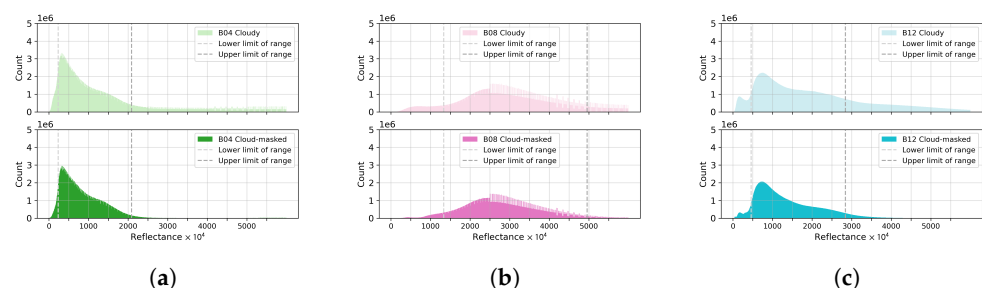 1e6
5
4
3
2
1
0
Count
B04 Cloudy
Lower limit of range
Upper limit of range
1e6
5
4
3
2
1
0
Count
B04 Cloud-masked
Lower limit of range
Upper limit of range
0 1000 2000 3000 4000 5000
Reflectance × 10⁴
(a)
1e6
5
4
3
2
1
0
Count
B08 Cloudy
Lower limit of range
Upper limit of range
1e6
5
4
3
2
1
0
Count
B08 Cloud-masked
Lower limit of range
Upper limit of range
0 1000 2000 3000 4000 5000
Reflectance × 10⁴
(b)
1e6
5
4
3
2
1
0
Count
B12 Cloudy
Lower limit of range
Upper limit of range
1e6
5
4
3
2
1
0
Count
B12 Cloud-masked
Lower limit of range
Upper limit of range
0 1000 2000 3000 4000 5000
Reflectance × 10⁴
(c)